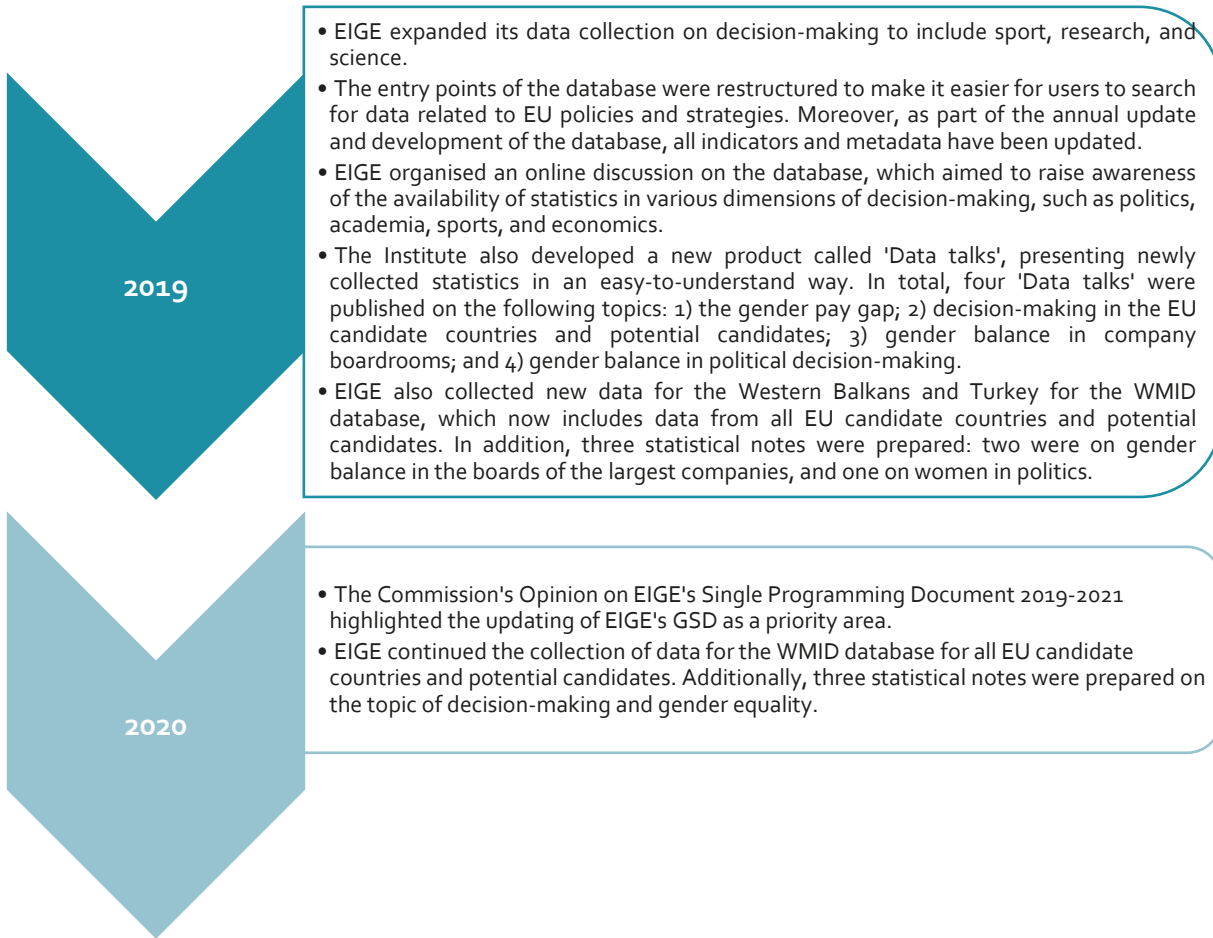 2019
• EIGE expanded its data collection on decision-making to include sport, research, and
science.
• The entry points of the database were restructured to make it easier for users to search
for data related to EU policies and strategies. Moreover, as part of the annual update
and development of the database, all indicators and metadata have been updated.
• EIGE organised an online discussion on the database, which aimed to raise awareness
of the availability of statistics in various dimensions of decision-making, such as politics,
academia, sports, and economics.
• The Institute also developed a new product called 'Data talks', presenting newly
collected statistics in an easy-to-understand way. In total, four 'Data talks' were
published on the following topics: 1) the gender pay gap; 2) decision-making in the EU
candidate countries and potential candidates; 3) gender balance in company
boardrooms; and 4) gender balance in political decision-making.
• EIGE also collected new data for the Western Balkans and Turkey for the WMID
database, which now includes data from all EU candidate countries and potential
candidates. In addition, three statistical notes were prepared: two were on gender
balance in the boards of the largest companies, and one on women in politics.
2020
• The Commission's Opinion on EIGE's Single Programming Document 2019-2021
highlighted the updating of EIGE's GSD as a priority area.
• EIGE continued the collection of data for the WMID database for all EU candidate
countries and potential candidates. Additionally, three statistical notes were prepared on
the topic of decision-making and gender equality.